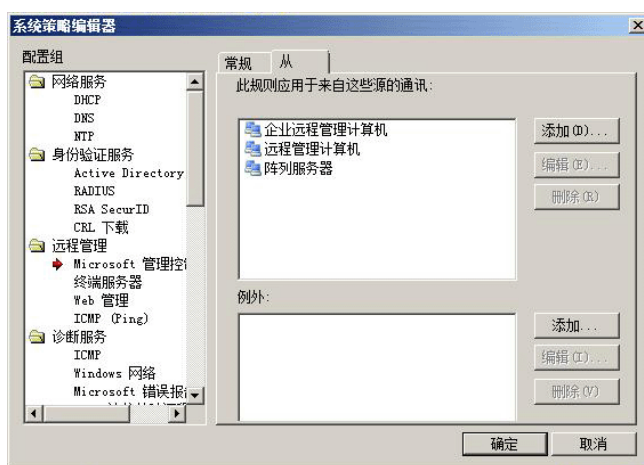 系统策略编辑器
配置组
网络服务
DHCP
DNS
NTP
身份验证服务
Active Directory
RADIUS
RSA SecurID
CRL 下载
远程管理
Microsoft 管理控
终端服务器
Web 管理
ICMP (Ping)
诊断服务
ICMP
Windows 网络
Microsoft 错误报
常规 从
此规则应用于来自这些源的通讯:
企业远程管理计算机
远程管理计算机
阵列服务器
添加(D)...
编辑(E)...
删除(R)
例外:
添加...
编辑(I)...
删除(V)
确定 取消